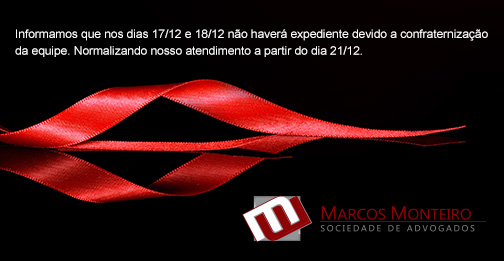 Informamos que nos dias 17/12 e 18/12 não haverá expediente devido a confraternização
da equipe. Normalizando nosso atendimento a partir do dia 21/12.
MARCOS MONTEIRO
SOCIEDADE DE ADVOGADOS